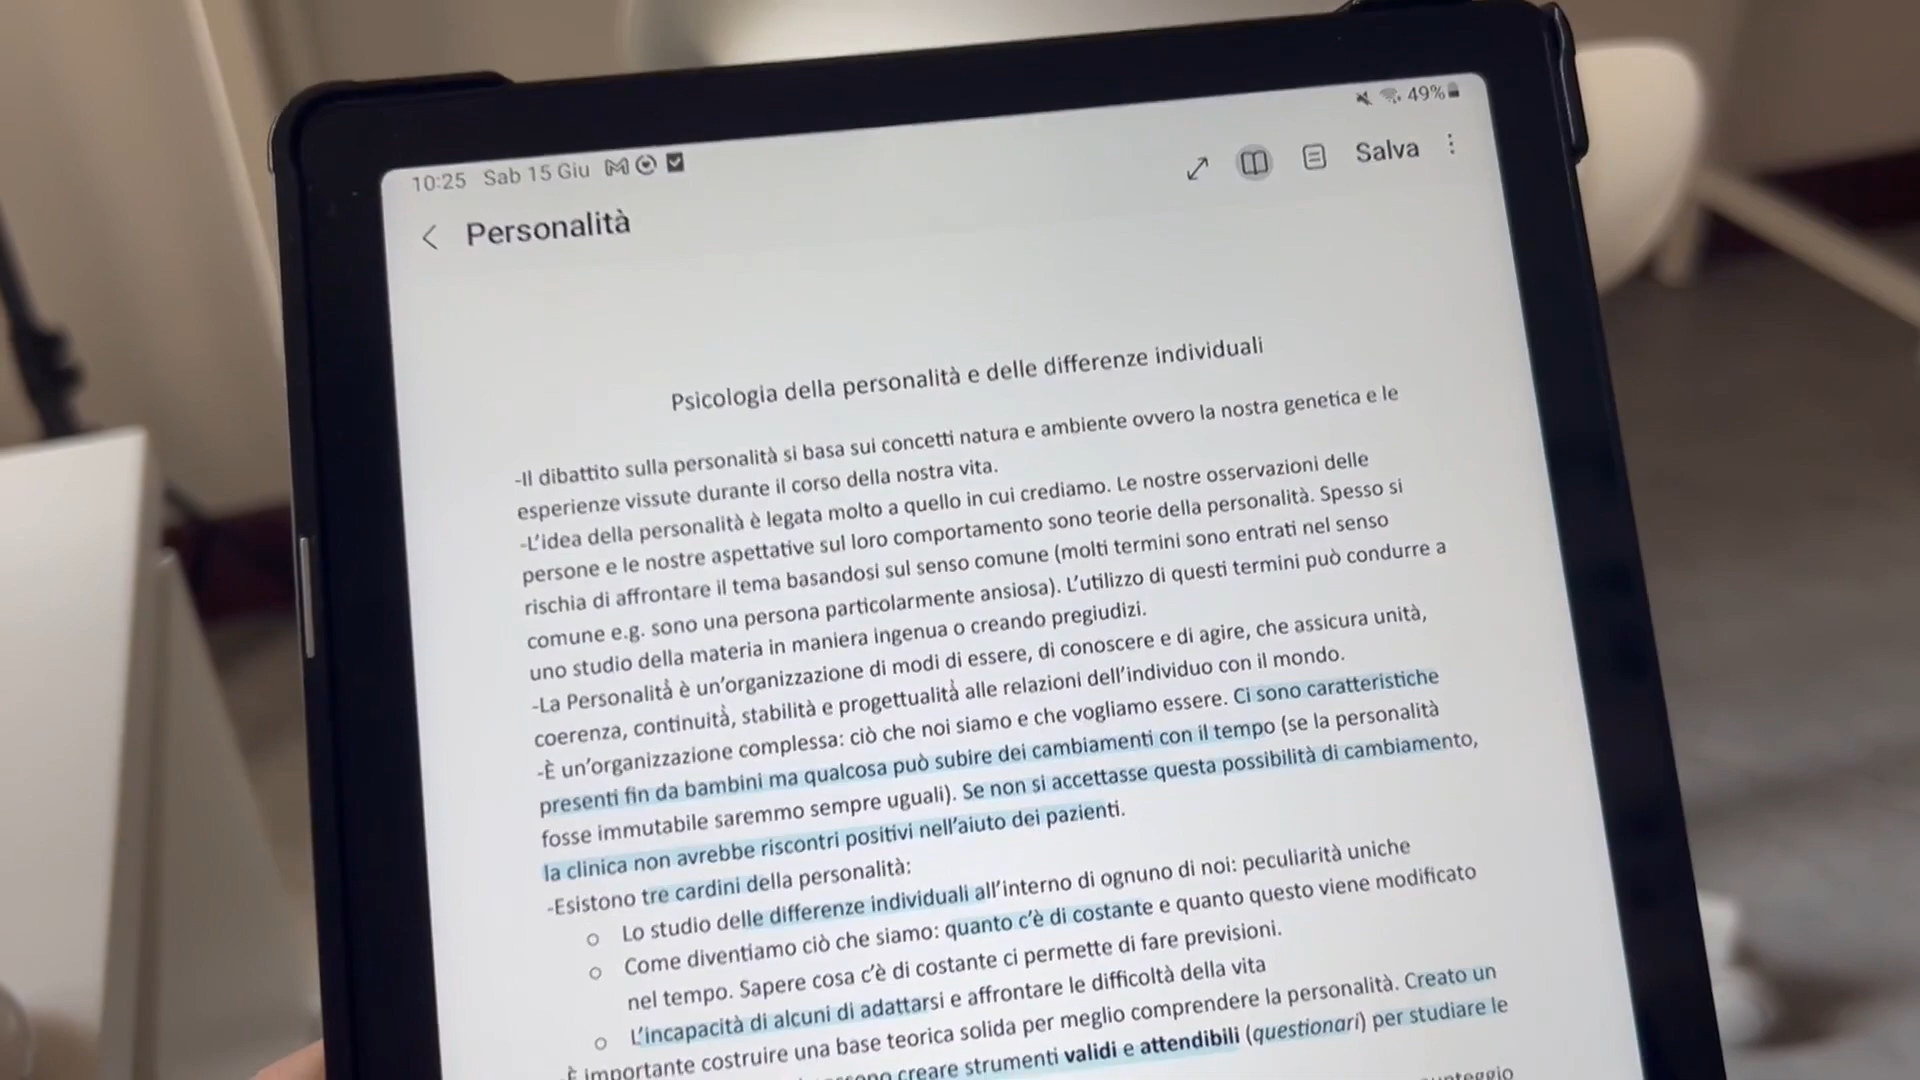 10:25 Sab 15 Giu
49%
Salva
Personalità
Psicologia della personalità e delle differenze individuali
-Il dibattito sulla personalità si basa sui concetti natura e ambiente ovvero la nostra genetica e le
esperienze vissute durante il corso della nostra vita.
-L'idea della personalità è legata molto a quello in cui crediamo. Le nostre osservazioni delle
persone e le nostre aspettative sul loro comportamento sono teorie della personalità. Spesso si
rischia di affrontare il tema basandosi sul senso comune (molti termini sono entrati nel senso
comune e.g. sono una persona particolarmente ansiosa). L'utilizzo di questi termini può condurre a
uno studio della materia in maniera ingenua o creando pregiudizi.
-La Personalità è un'organizzazione di modi di essere, di conoscere e di agire, che assicura unità,
coerenza, continuità, stabilità e progettualità alle relazioni dell'individuo con il mondo.
-È un'organizzazione complessa: ciò che noi siamo e che vogliamo essere. Ci sono caratteristiche
presenti fin da bambini ma qualcosa può subire dei cambiamenti con il tempo (se la personalità
fosse immutabile saremmo sempre uguali). Se non si accettasse questa possibilità di cambiamento,
la clinica non avrebbe riscontri positivi nell'aiuto dei pazienti.
-Esistono tre cardini della personalità:
o Lo studio delle differenze individuali all'interno di ognuno di noi: peculiarità uniche
o Come diventiamo ciò che siamo: quanto c'è di costante e quanto questo viene modificato
nel tempo. Sapere cosa c'è di costante ci permette di fare previsioni.
o L'incapacità di alcuni di adattarsi e affrontare le difficoltà della vita
È importante costruire una base teorica solida per meglio comprendere la personalità. Creato un
creare strumenti validi e attendibili (questionari) per studiare le